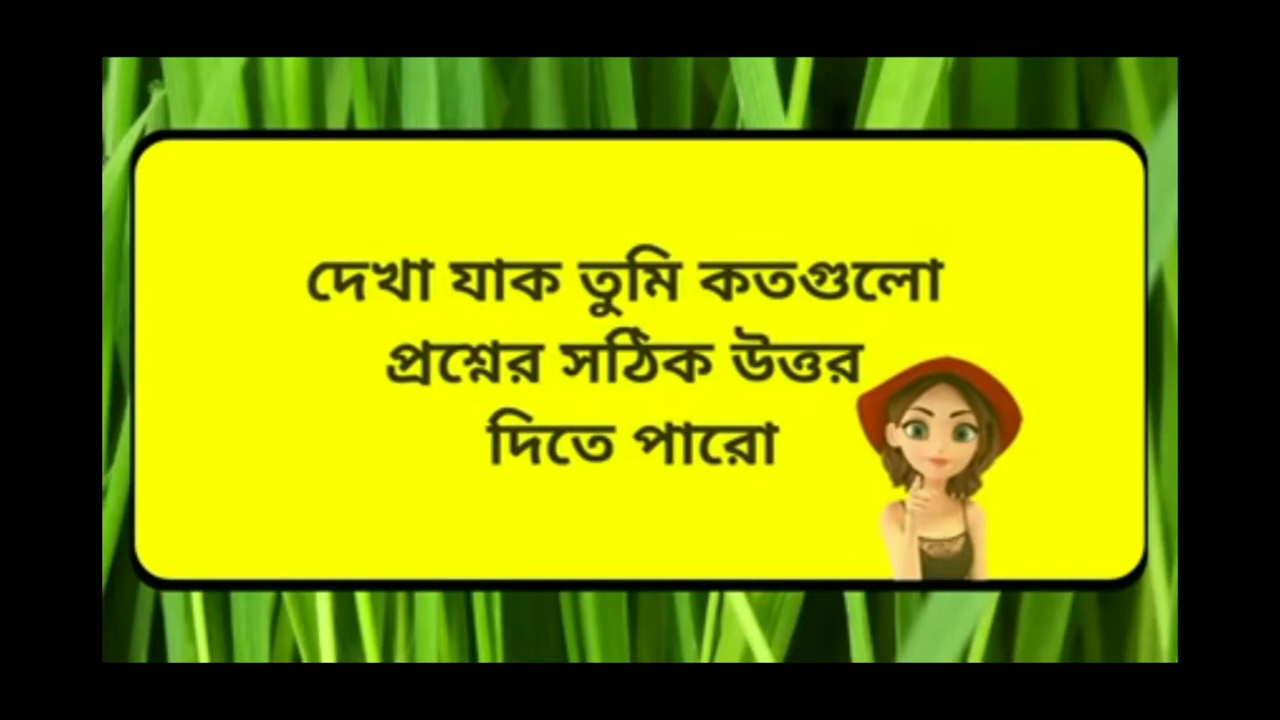 দেখা যাক তুমি কতগুলো
প্রশ্নের সঠিক উত্তর
দিতে পারো